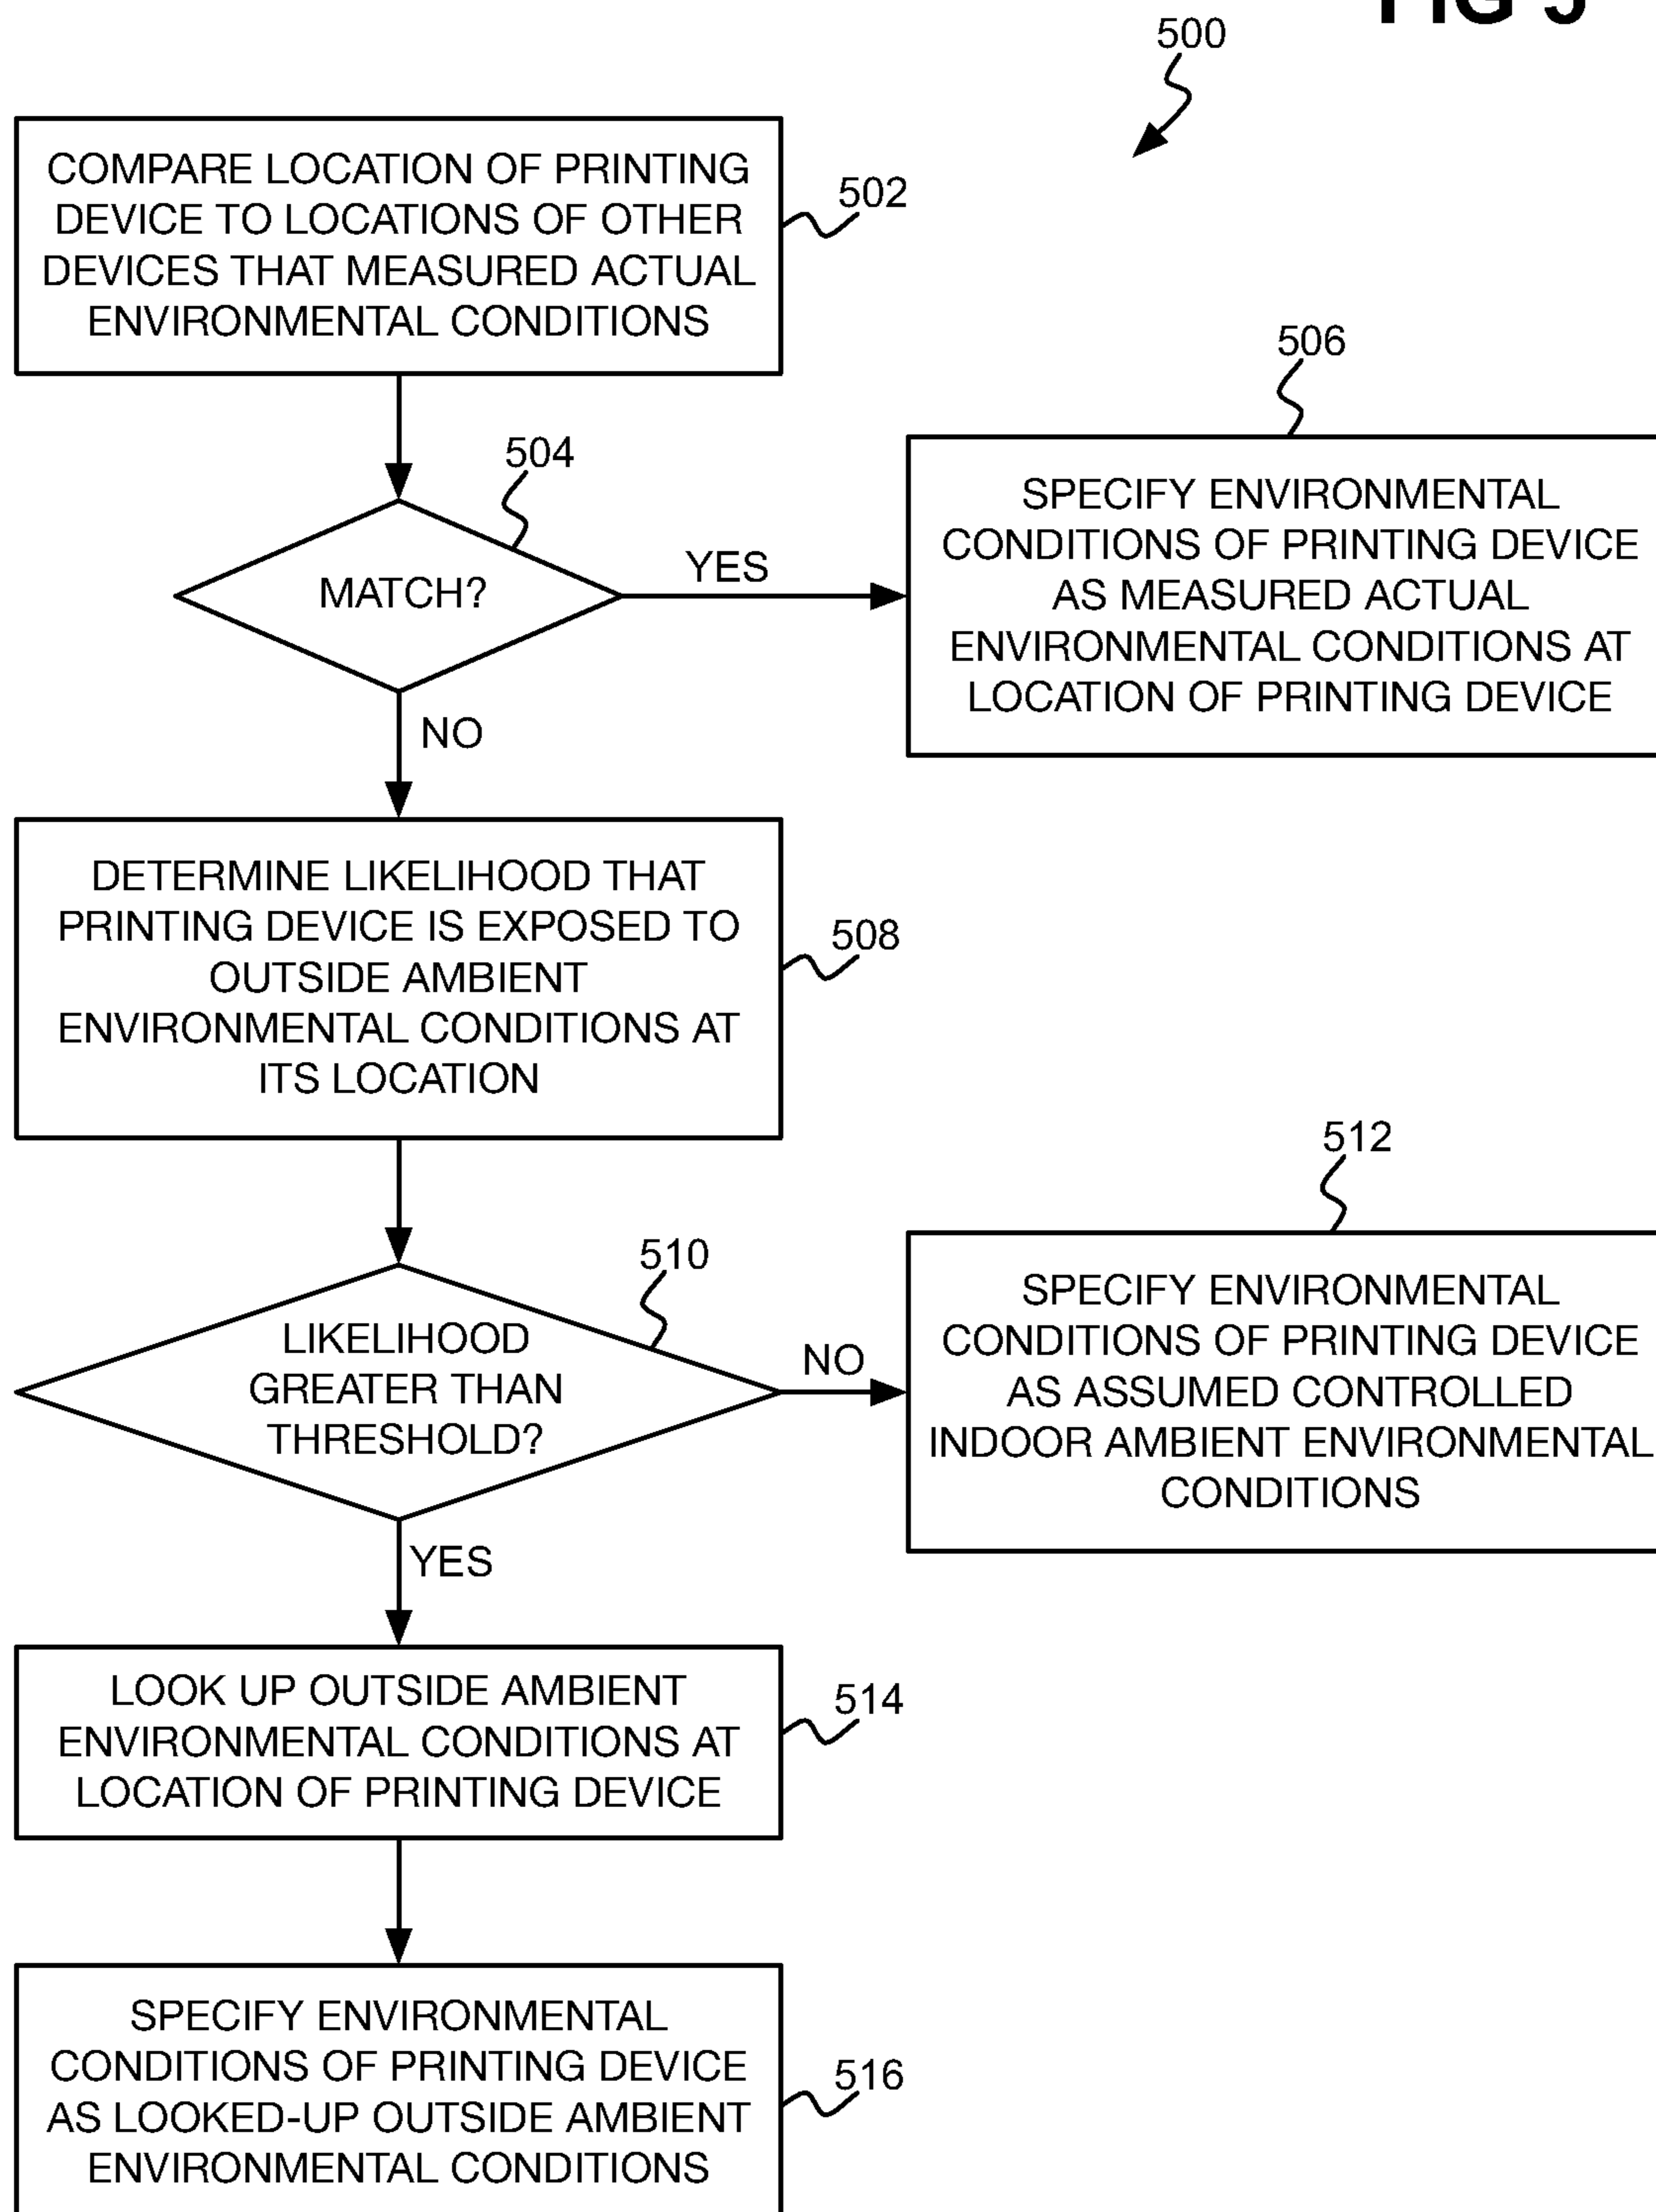 FIG 5
500
COMPARE LOCATION OF PRINTING
DEVICE TO LOCATIONS OF OTHER
DEVICES THAT MEASURED ACTUAL
ENVIRONMENTAL CONDITIONS
502
504
MATCH?
YES
506
SPECIFY ENVIRONMENTAL
CONDITIONS OF PRINTING DEVICE
AS MEASURED ACTUAL
ENVIRONMENTAL CONDITIONS AT
LOCATION OF PRINTING DEVICE
NO
DETERMINE LIKELIHOOD THAT
PRINTING DEVICE IS EXPOSED TO
OUTSIDE AMBIENT
ENVIRONMENTAL CONDITIONS AT
ITS LOCATION
508
510
LIKELIHOOD
GREATER THAN
THRESHOLD?
NO
512
SPECIFY ENVIRONMENTAL
CONDITIONS OF PRINTING DEVICE
AS ASSUMED CONTROLLED
INDOOR AMBIENT ENVIRONMENTAL
CONDITIONS
YES
LOOK UP OUTSIDE AMBIENT
ENVIRONMENTAL CONDITIONS AT
LOCATION OF PRINTING DEVICE
514
SPECIFY ENVIRONMENTAL
CONDITIONS OF PRINTING DEVICE
AS LOOKED-UP OUTSIDE AMBIENT
ENVIRONMENTAL CONDITIONS
516